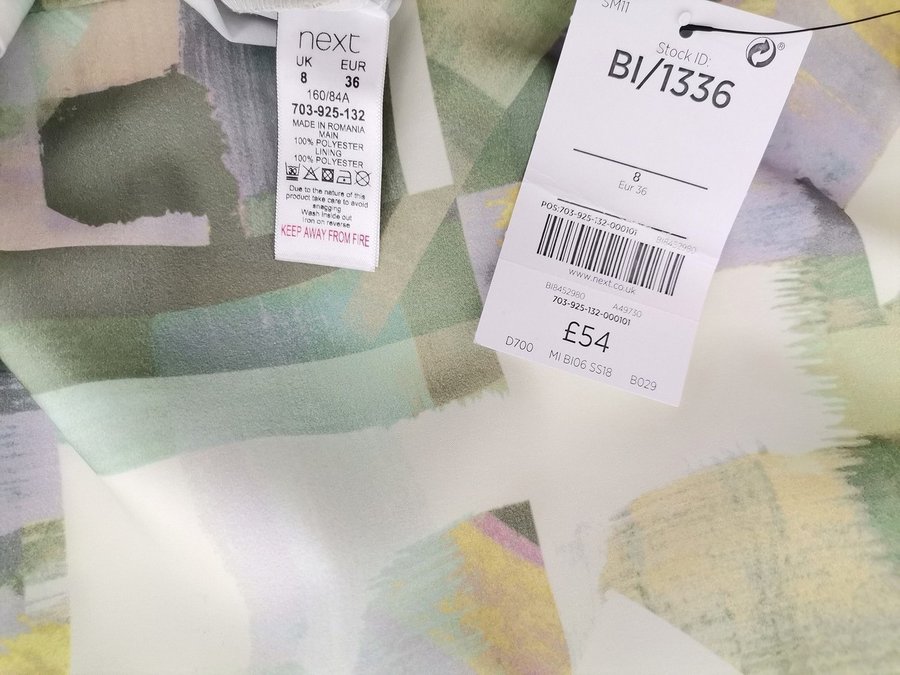 next
UK EUR
8 36
160/84A
703-925-132
MADE IN ROMANIA
MAIN
100% POLYESTER
LINING
100% POLYESTER
Due to the nature of this
product take care to avoid
snagging
Wash inside out
Iron on reverse
KEEP AWAY FROM FIRE
SM11
Stock ID:
BI/1336
8
Eur 36
POS:703-925-132-000101
BI8452980
www.next.co.uk
BI8452980 A49730
703-925-132-000101
£54
D700 MI BI06 SS18 B029